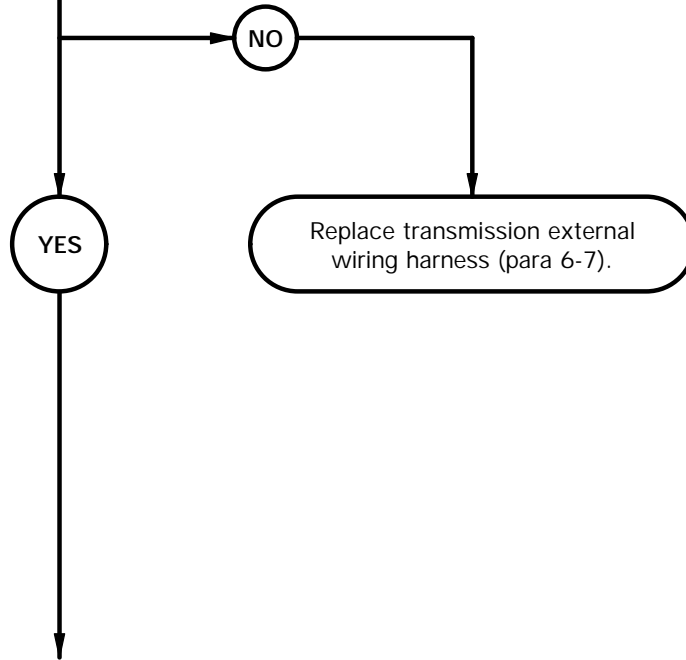 NO
YES
Replace transmission external
wiring harness (para 6-7).